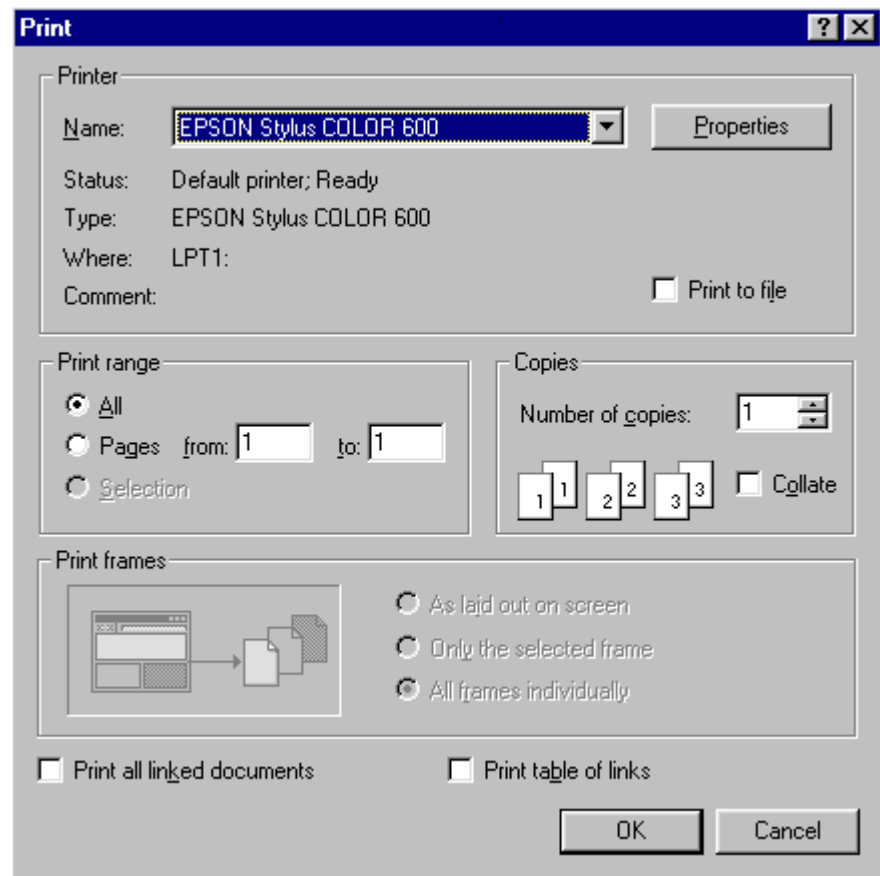 Print
Printer
Name: EPSON Stylus COLOR 600 Properties
Status: Default printer; Ready
Type: EPSON Stylus COLOR 600
Where: LPT1:
Comment: Print to file
Print range
All
Pages from: 1 to: 1
Selection
Copies
Number of copies: 1
1 1 2 2 3 3 Collate
Print frames
As laid out on screen
Only the selected frame
All frames individually
Print all linked documents Print table of links
OK Cancel